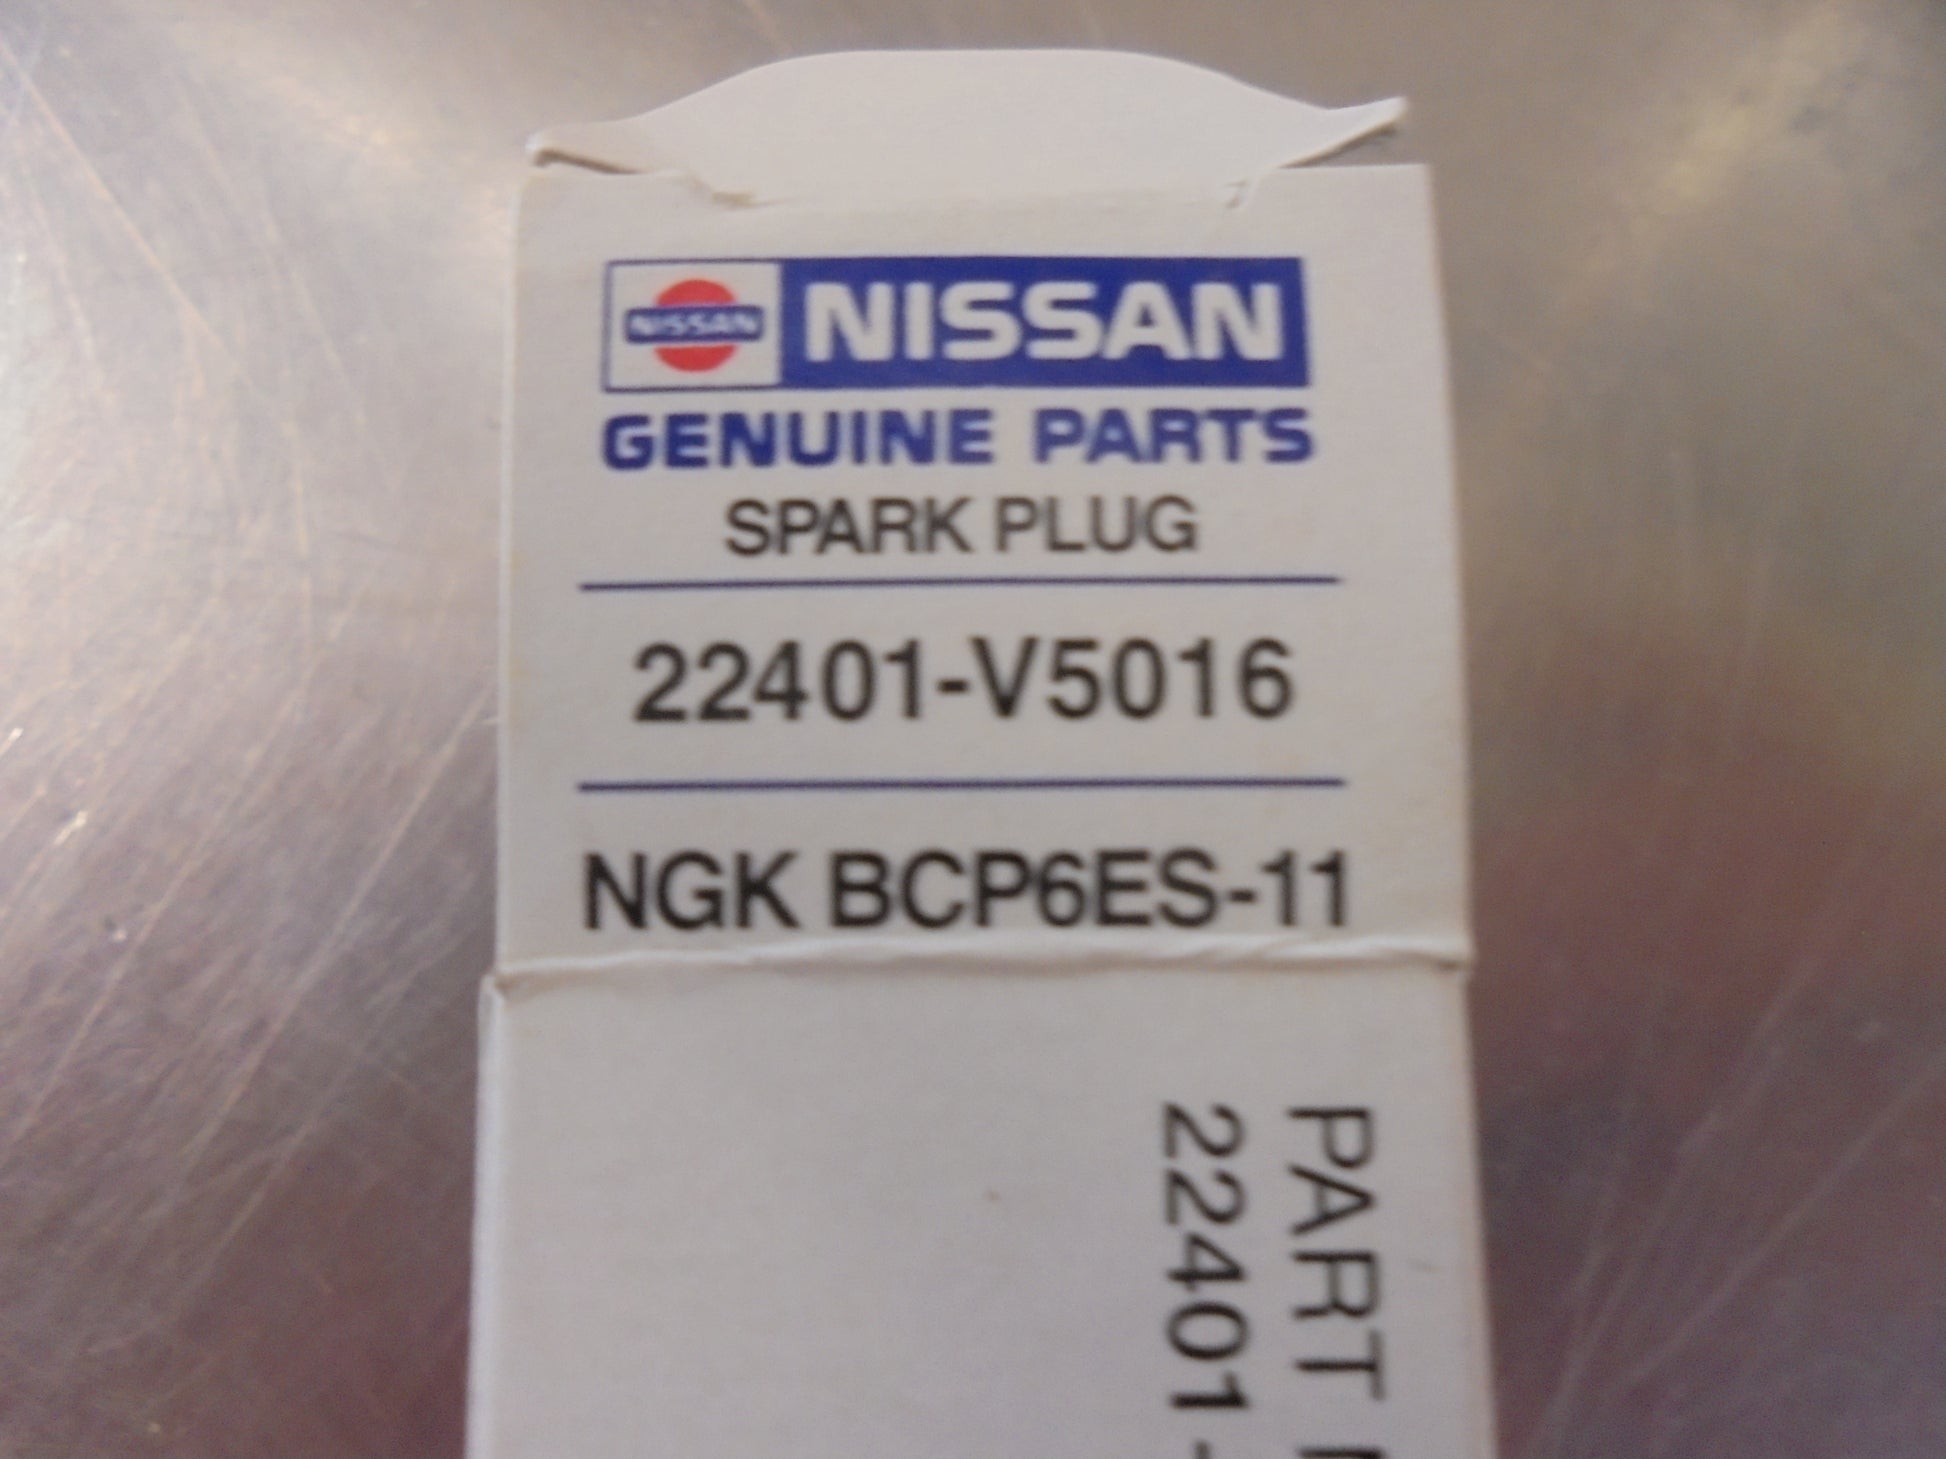 NISSAN NISSAN
GENUINE PARTS
SPARK PLUG
22401-V5016
NGK BCP6ES-11
PART
22401-